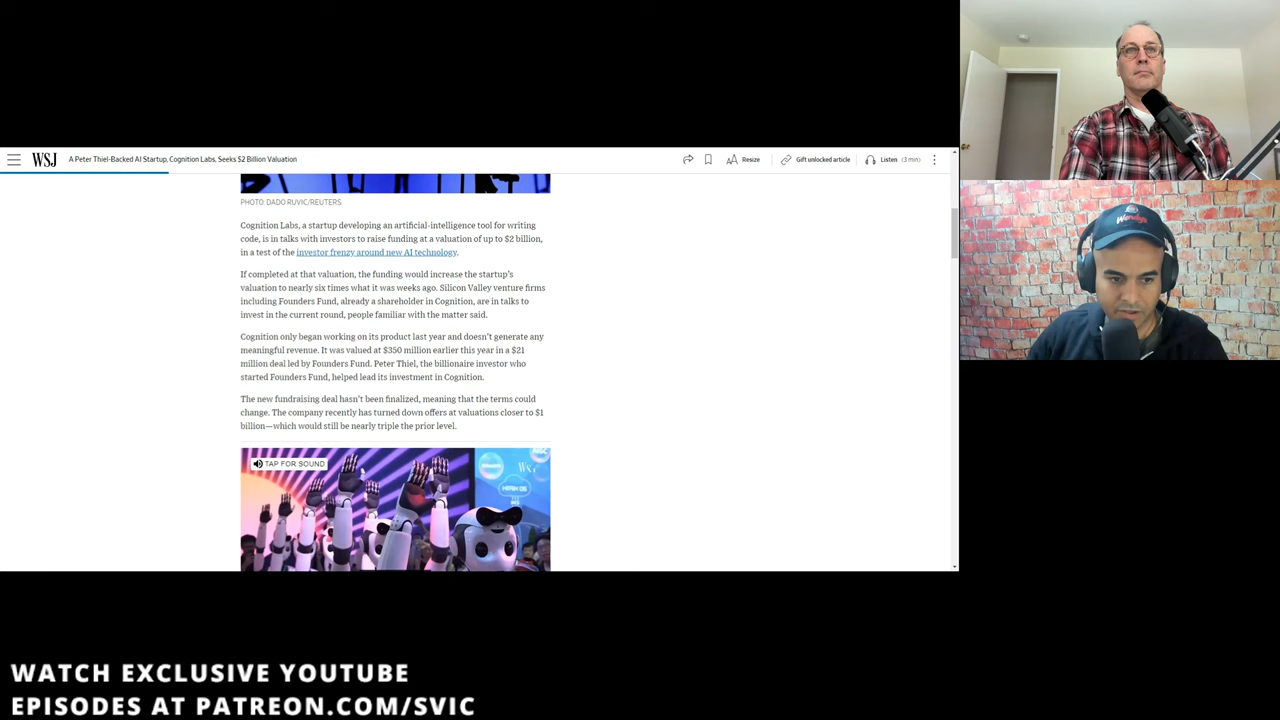 WSJ
A Peter Thiel-Backed AI Startup, Cognition Labs, Seeks $2 Billion Valuation
Resize
Gift unlocked article
Listen (3 min)
PHOTO: DADO RUVIC/REUTERS
Cognition Labs, a startup developing an artificial-intelligence tool for writing
code, is in talks with investors to raise funding at a valuation of up to $2 billion,
in a test of the investor frenzy around new AI technology.
If completed at that valuation, the funding would increase the startup’s
valuation to nearly six times what it was weeks ago. Silicon Valley venture firms
including Founders Fund, already a shareholder in Cognition, are in talks to
invest in the current round, people familiar with the matter said.
Cognition only began working on its product last year and doesn’t generate any
meaningful revenue. It was valued at $350 million earlier this year in a $21
million deal led by Founders Fund. Peter Thiel, the billionaire investor who
started Founders Fund, helped lead its investment in Cognition.
The new fundraising deal hasn’t been finalized, meaning that the terms could
change. The company recently has turned down offers at valuations closer to $1
billion—which would still be nearly triple the prior level.
TAP FOR SOUND
WSJ
Wendy's
WATCH EXCLUSIVE YOUTUBE
EPISODES AT PATREON.COM/SVIC